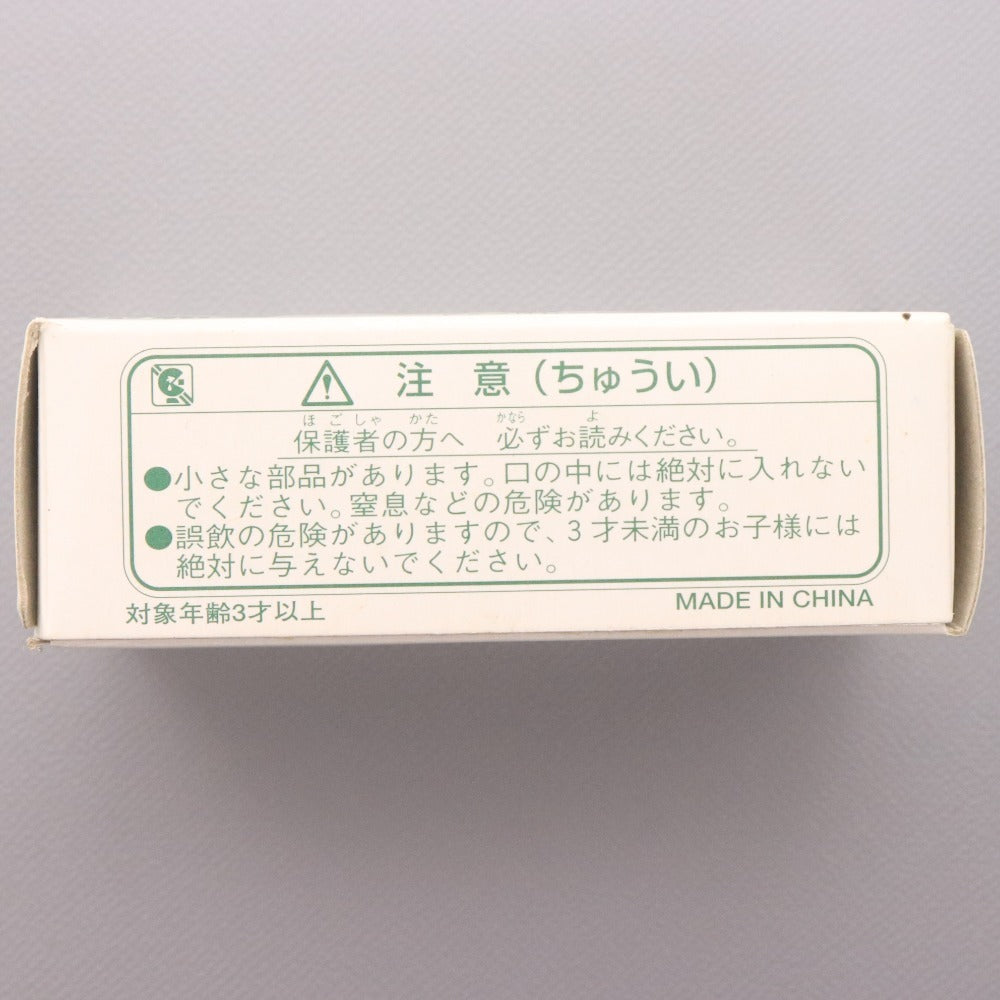 注意(ちゅうい)
ほごしゃ かた かなら よ
保護者の方へ 必ずお読みください。
●小さな部品があります。口の中には絶対に入れない
でください。窒息などの危険があります。
●誤飲の危険がありますので、3才未満のお子様には
絶対に与えないでください。
対象年齢3才以上
MADE IN CHINA